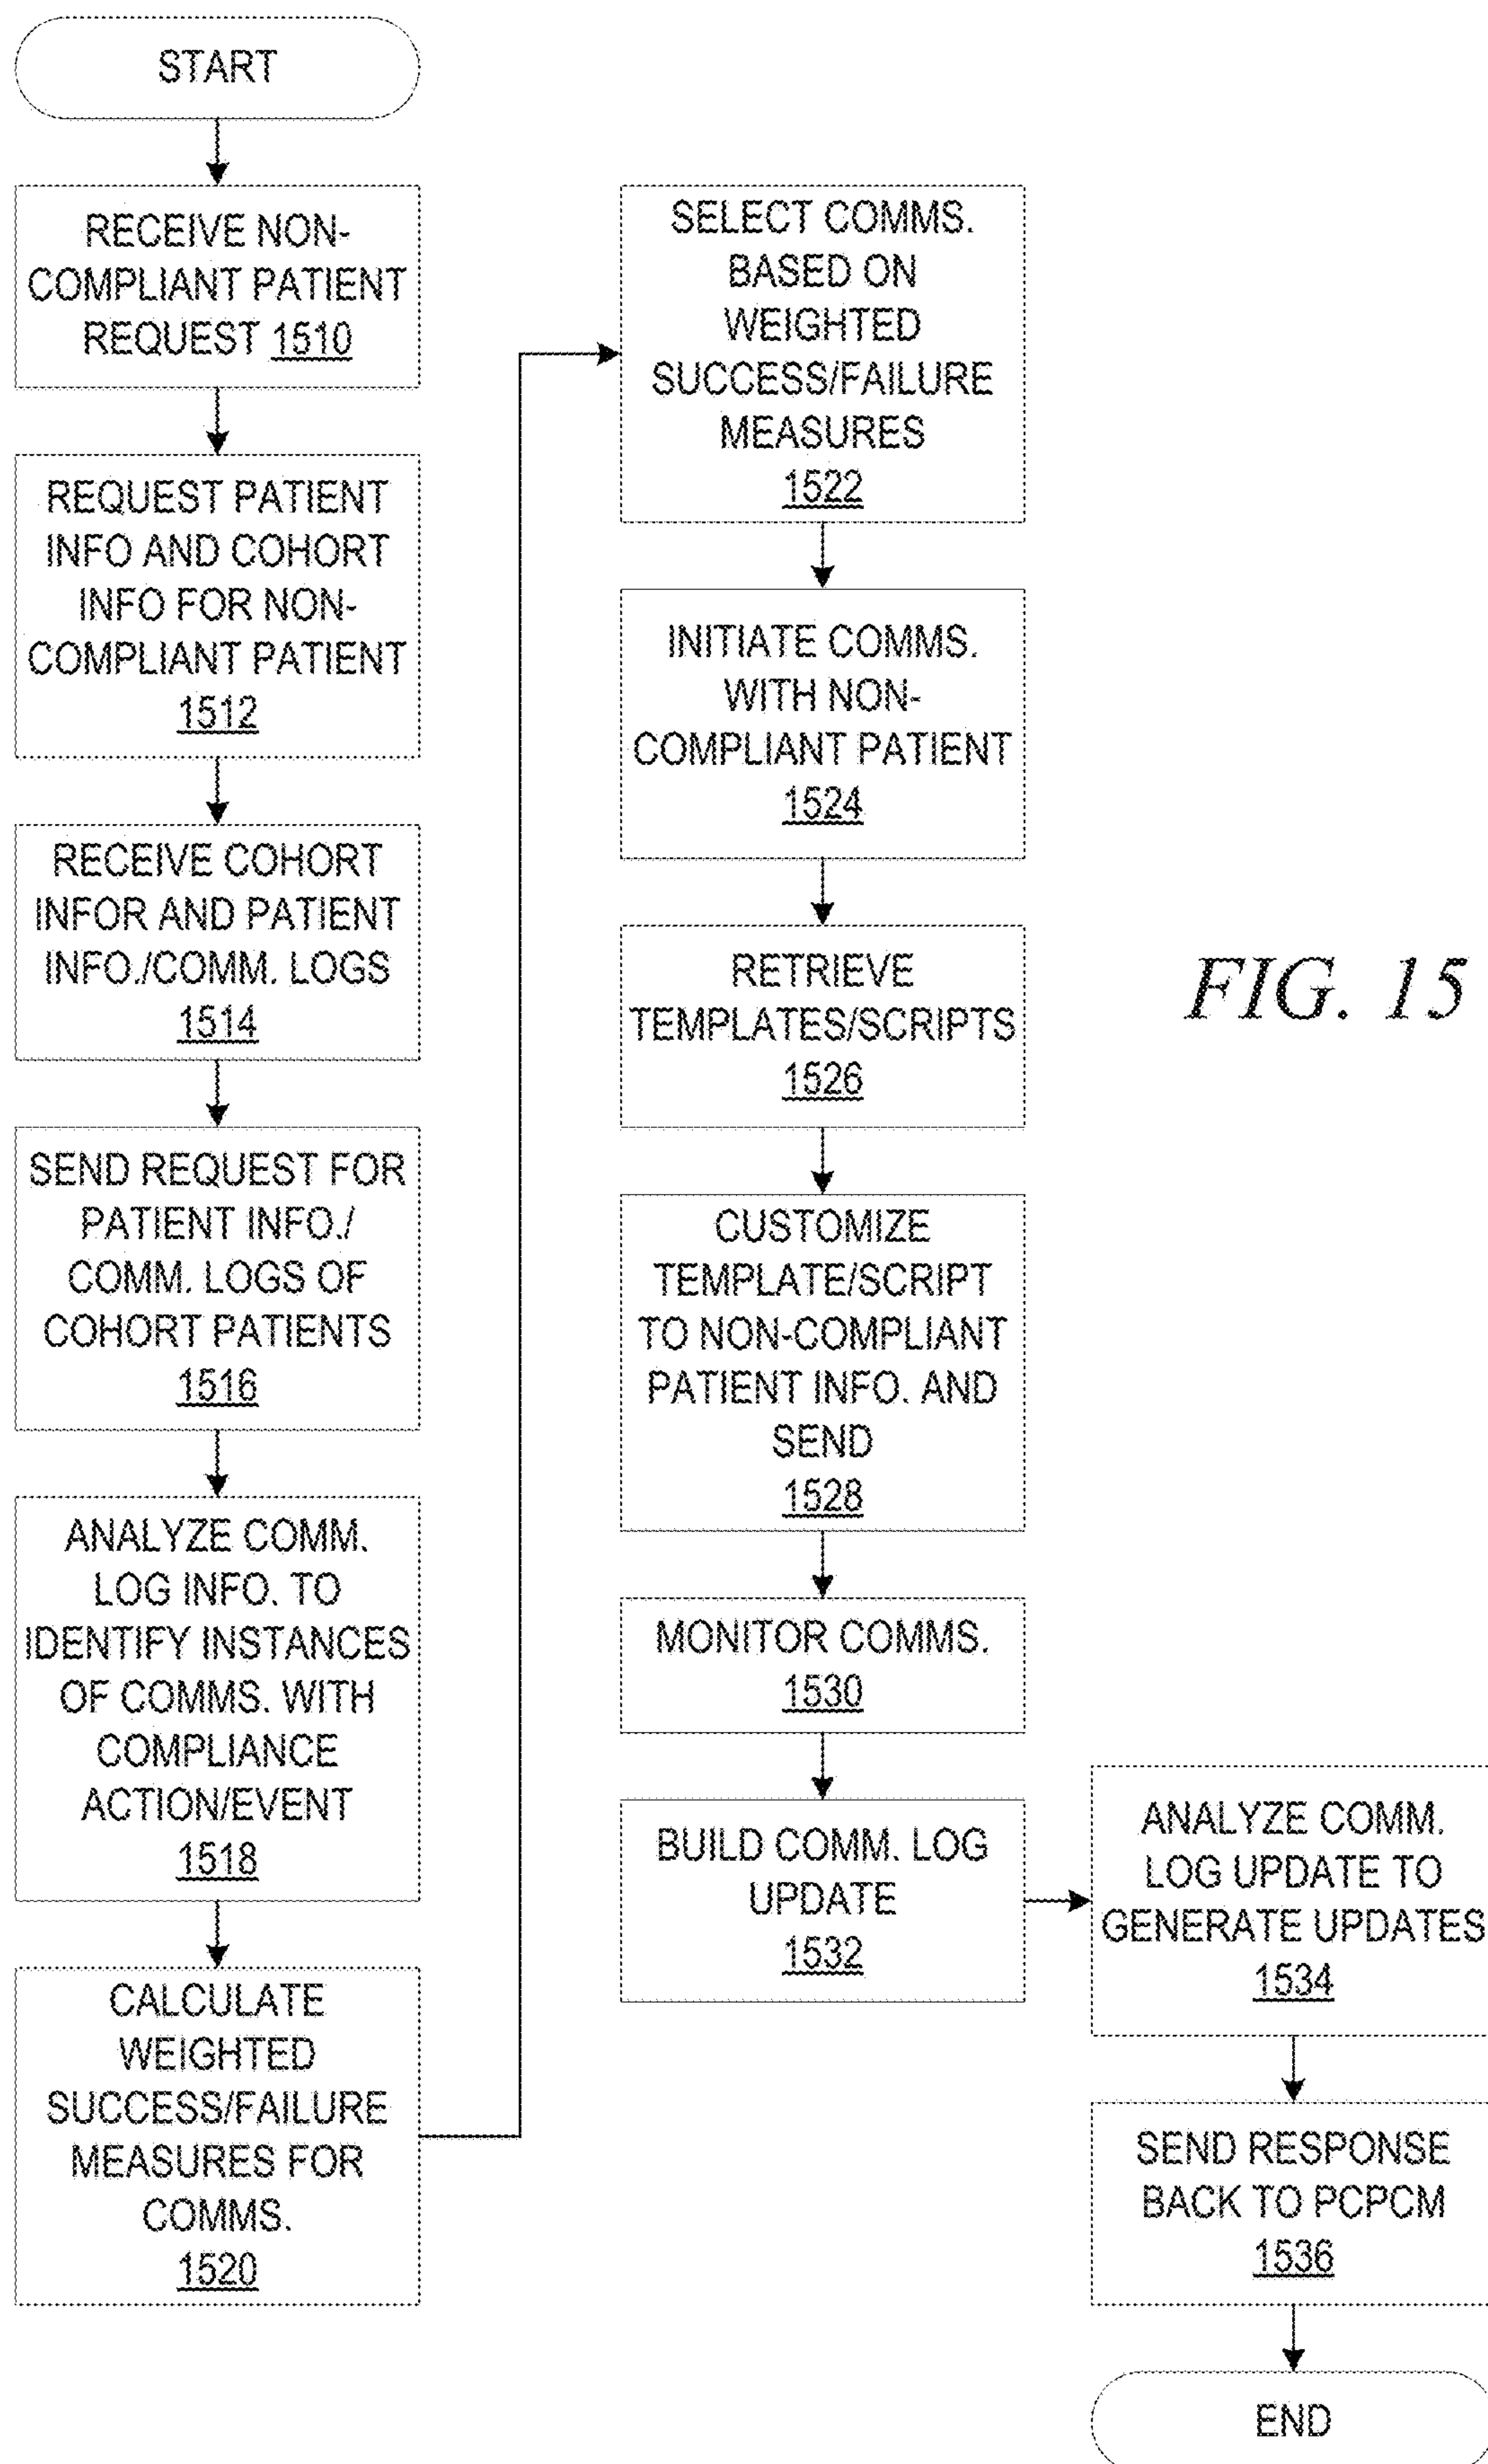 START
RECEIVE NON-
COMPLIANT PATIENT
REQUEST 1510
REQUEST PATIENT
INFO AND COHORT
INFO FOR NON-
COMPLIANT PATIENT
1512
RECEIVE COHORT
INFOR AND PATIENT
INFO./COMM. LOGS
1514
SEND REQUEST FOR
PATIENT INFO./
COMM. LOGS OF
COHORT PATIENTS
1516
ANALYZE COMM.
LOG INFO. TO
IDENTIFY INSTANCES
OF COMMS. WITH
COMPLIANCE
ACTION/EVENT
1518
CALCULATE
WEIGHTED
SUCCESS/FAILURE
MEASURES FOR
COMMS.
1520
SELECT COMMS.
BASED ON
WEIGHTED
SUCCESS/FAILURE
MEASURES
1522
INITIATE COMMS.
WITH NON-
COMPLIANT PATIENT
1524
RETRIEVE
TEMPLATES/SCRIPTS
1526
CUSTOMIZE
TEMPLATE/SCRIPT
TO NON-COMPLIANT
PATIENT INFO. AND
SEND
1528
MONITOR COMMS.
1530
BUILD COMM. LOG
UPDATE
1532
ANALYZE COMM.
LOG UPDATE TO
GENERATE UPDATES
1534
SEND RESPONSE
BACK TO PCPCM
1536
END
FIG. 15